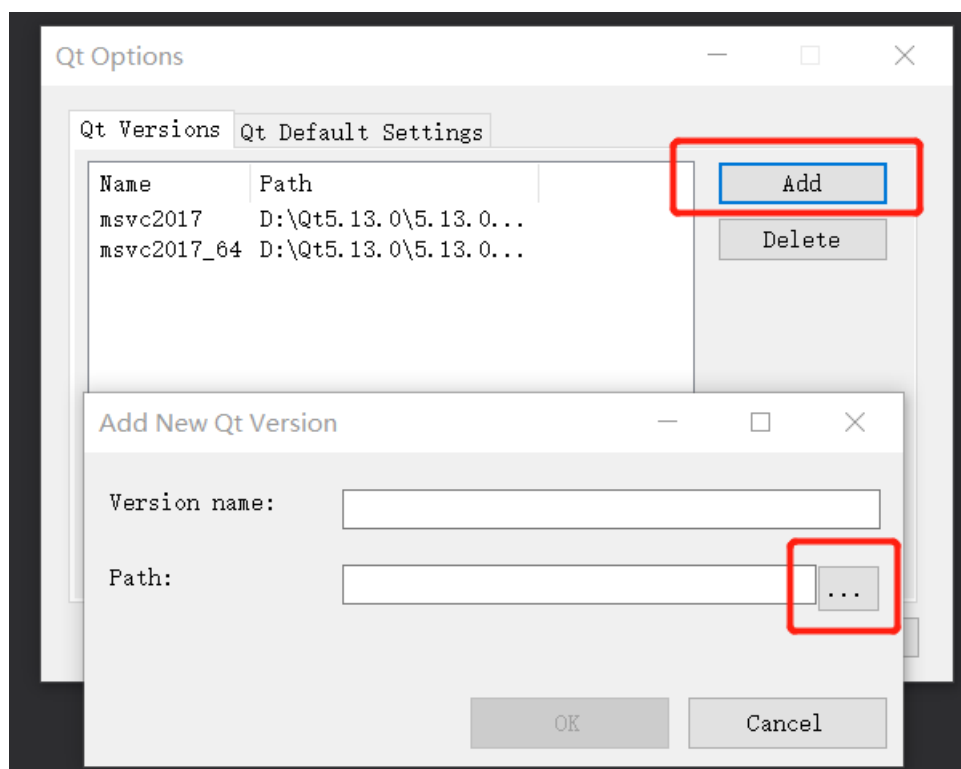 Qt Options
Qt Versions Qt Default Settings
Name Path
msvc2017 D:\Qt5.13.0\5.13.0...
msvc2017_64 D:\Qt5.13.0\5.13.0...
Add
Delete
Add New Qt Version
Version name:
Path:
...
OK
Cancel